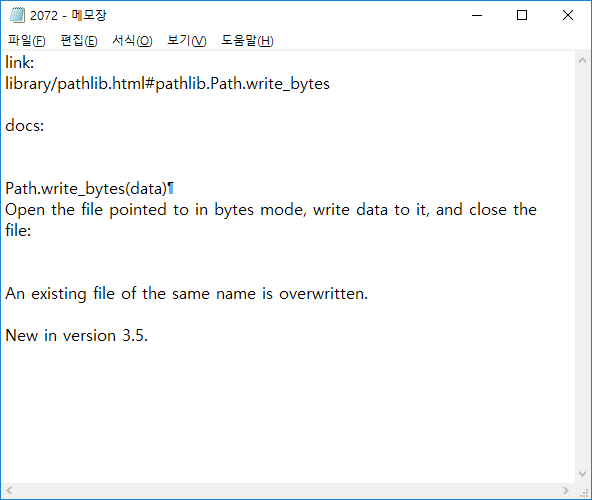 2072 - 메모장
파일(F) 편집(E) 서식(O) 보기(V) 도움말(H)
link:
library/pathlib.html#pathlib.Path.write_bytes
docs:
Path.write_bytes(data)¶
Open the file pointed to in bytes mode, write data to it, and close the
file:
An existing file of the same name is overwritten.
New in version 3.5.